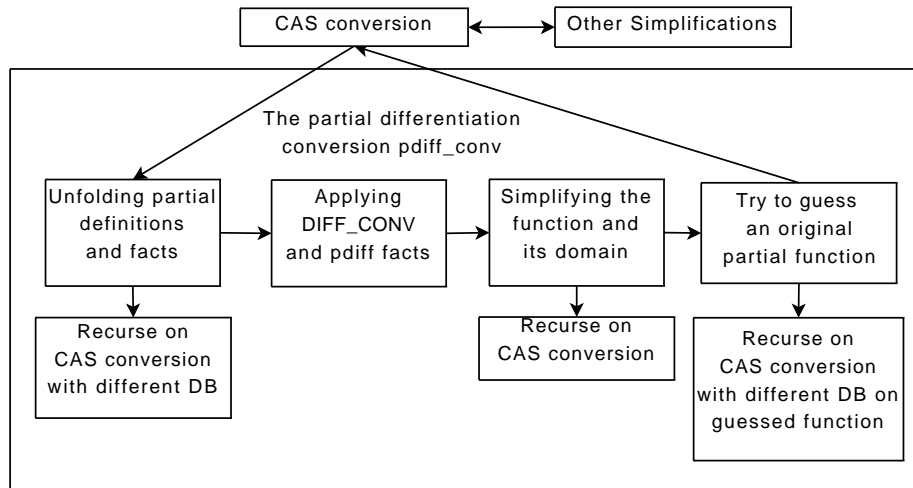 CAS conversion
Other Simplifications
The partial differentiation
conversion pdiff_conv
Unfolding partial
definitions
and facts
Applying
DIFF_CONV
and pdiff facts
Simplifying the
function and
its domain
Try to guess
an original
partial function
Recurse on
CAS conversion
with different DB
Recurse on
CAS conversion
Recurse on
CAS conversion
with different DB on
guessed function